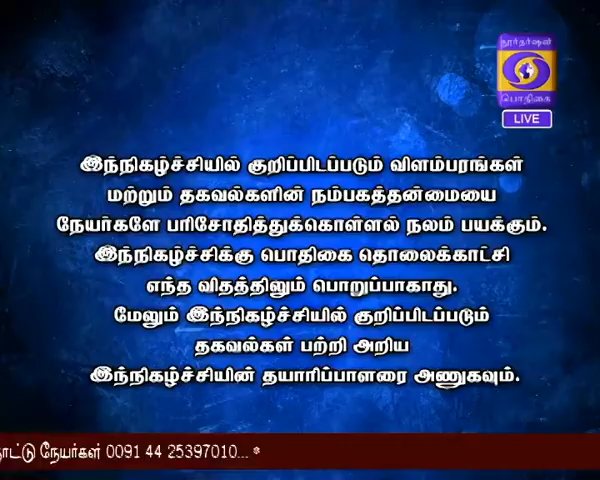 தூர்தர்ஷன்
பொதிகை
LIVE
இந்நிகழ்ச்சியில் குறிப்பிடப்படும் விளம்பரங்கள்
மற்றும் தகவல்களின் நம்பகத்தன்மையை
நேயர்களே பரிசோதித்துக்கொள்ளல் நலம் பயக்கும்.
இந்நிகழ்ச்சிக்கு பொதிகை தொலைக்காட்சி
எந்த விதத்திலும் பொறுப்பாகாது.
மேலும் இந்நிகழ்ச்சியில் குறிப்பிடப்படும்
தகவல்கள் பற்றி அறிய
இந்நிகழ்ச்சியின் தயாரிப்பாளரை அணுகவும்.
நாட்டு நேயர்கள் 0091 44 25397010... *